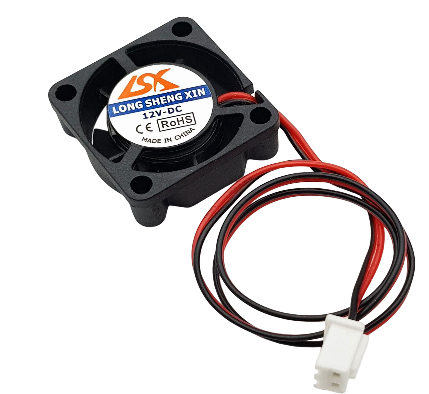 LSX
LONG SHENG XIN
12V-DC
CE RoHS
MADE IN CHINA